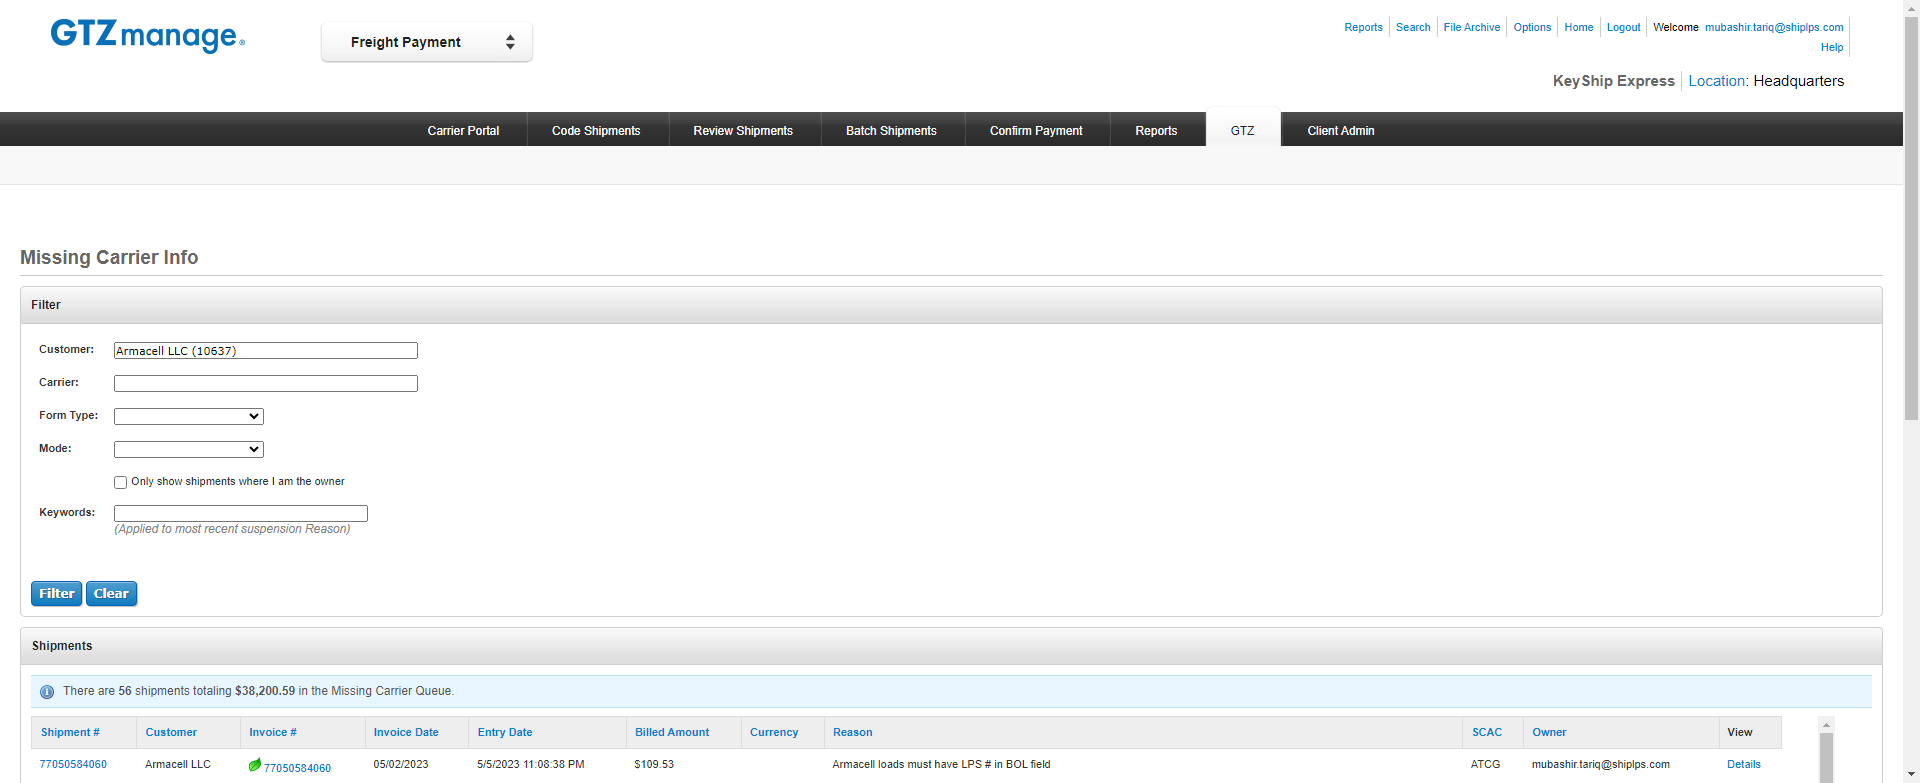 GTZmanage®
Freight Payment
Reports Search File Archive Options Home Logout Welcome mubashir.tariq@shiplps.com
Help
KeyShip Express Location: Headquarters
Carrier Portal Code Shipments Review Shipments Batch Shipments Confirm Payment Reports GTZ Client Admin
Missing Carrier Info
Filter
Customer: Armacell LLC (10637)
Carrier:
Form Type:
Mode:
Only show shipments where I am the owner
Keywords:
(Applied to most recent suspension Reason)
Filter Clear
Shipments
There are 56 shipments totaling $38,200.59 in the Missing Carrier Queue.
Shipment # Customer Invoice # Invoice Date Entry Date Billed Amount Currency Reason SCAC Owner View
77050584060 Armacell LLC 77050584060 05/02/2023 5/5/2023 11:08:38 PM $109.53 Armacell loads must have LPS # in BOL field ATCG mubashir.tariq@shiplps.com Details